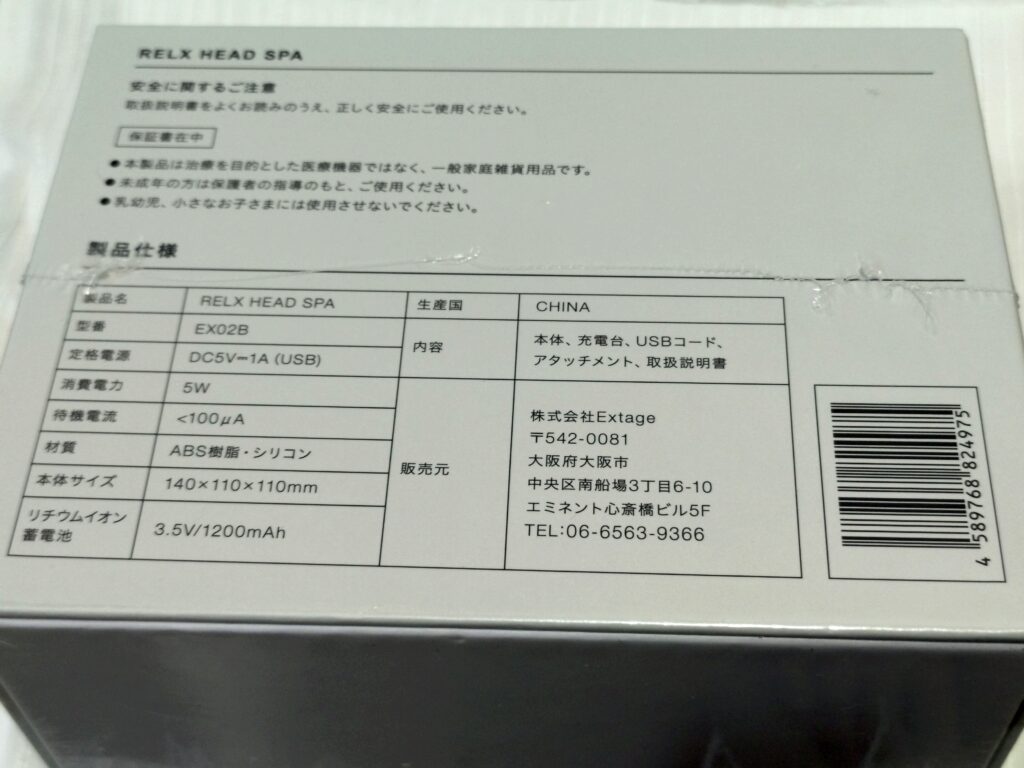 RELX HEAD SPA
安全に関するご注意
取扱説明書をよくお読みのうえ、正しく安全にご使用ください。
保証書在中
●本製品は治療を目的とした医療機器ではなく、一般家庭雑貨用品です。
●未成年の方は保護者の指導のもと、ご使用ください。
●乳幼児、小さなお子さまには使用させないでください。
製品仕様
製品名 RELX HEAD SPA
型番 EX02B
定格電源 DC5V⎓1A (USB)
消費電力 5W
待機電流 <100μA
材質 ABS樹脂・シリコン
本体サイズ 140×110×110mm
リチウムイオン
蓄電池 3.5V/1200mAh
生産国 CHINA
内容 本体、充電台、USBコード、
アタッチメント、取扱説明書
販売元 株式会社Extage
〒542-0081
大阪府大阪市
中央区南船場3丁目6-10
エミネント心斎橋ビル5F
TEL:06-6563-9366
4 589768 824975